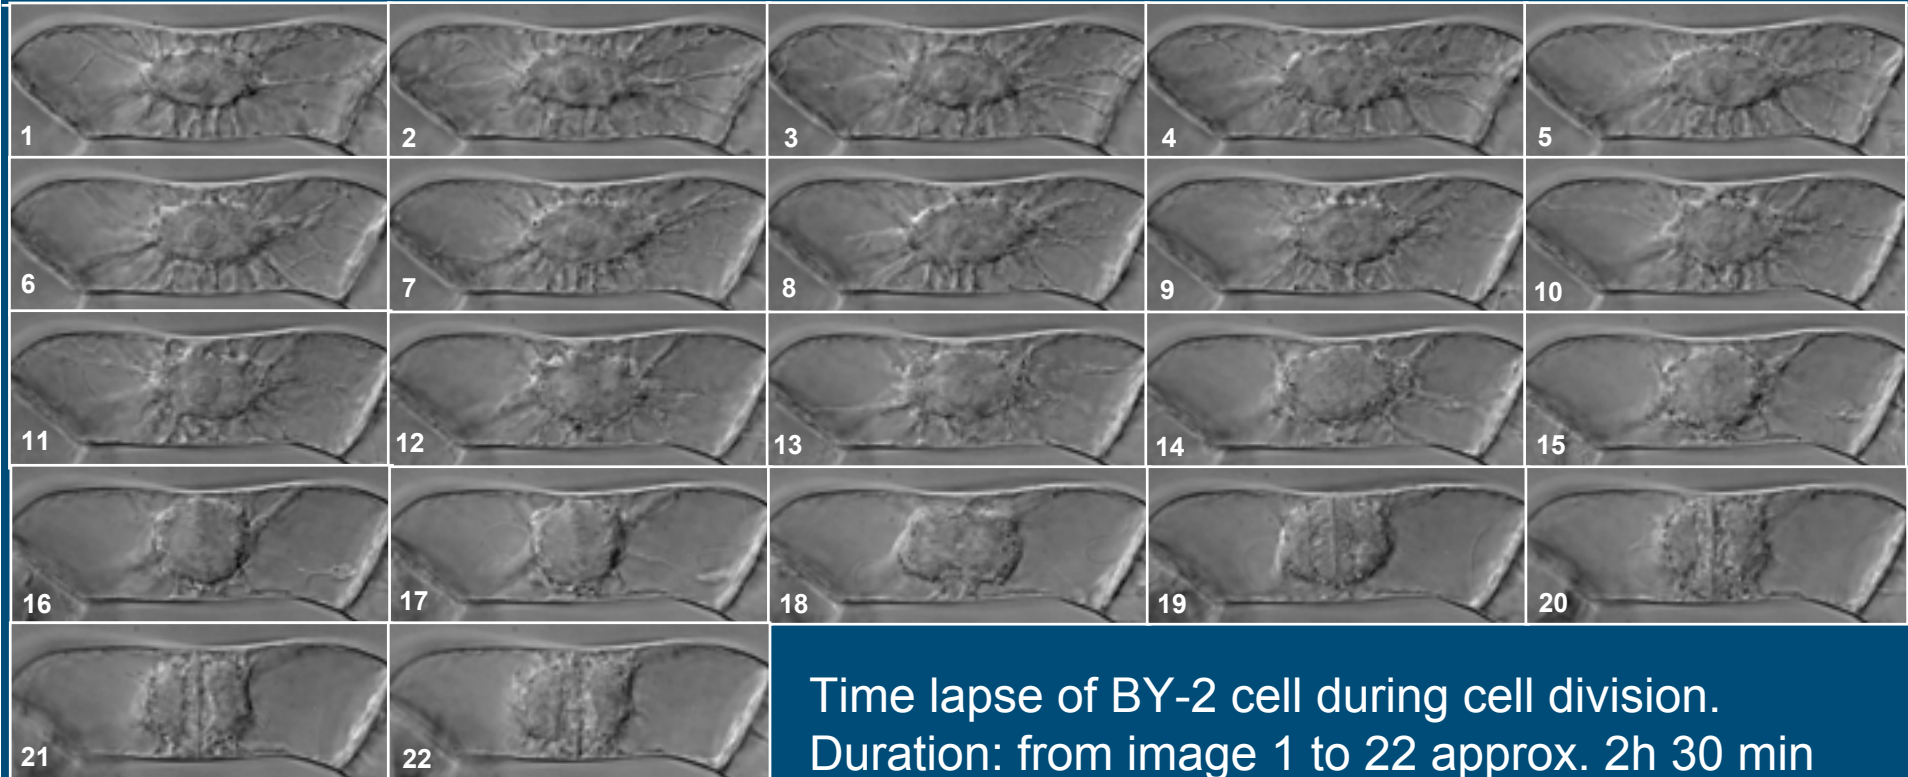 1 2 3 4 5
6 7 8 9 10
11 12 13 14 15
16 17 18 19 20
21 22
Time lapse of BY-2 cell during cell division.
Duration: from image 1 to 22 approx. 2h 30 min